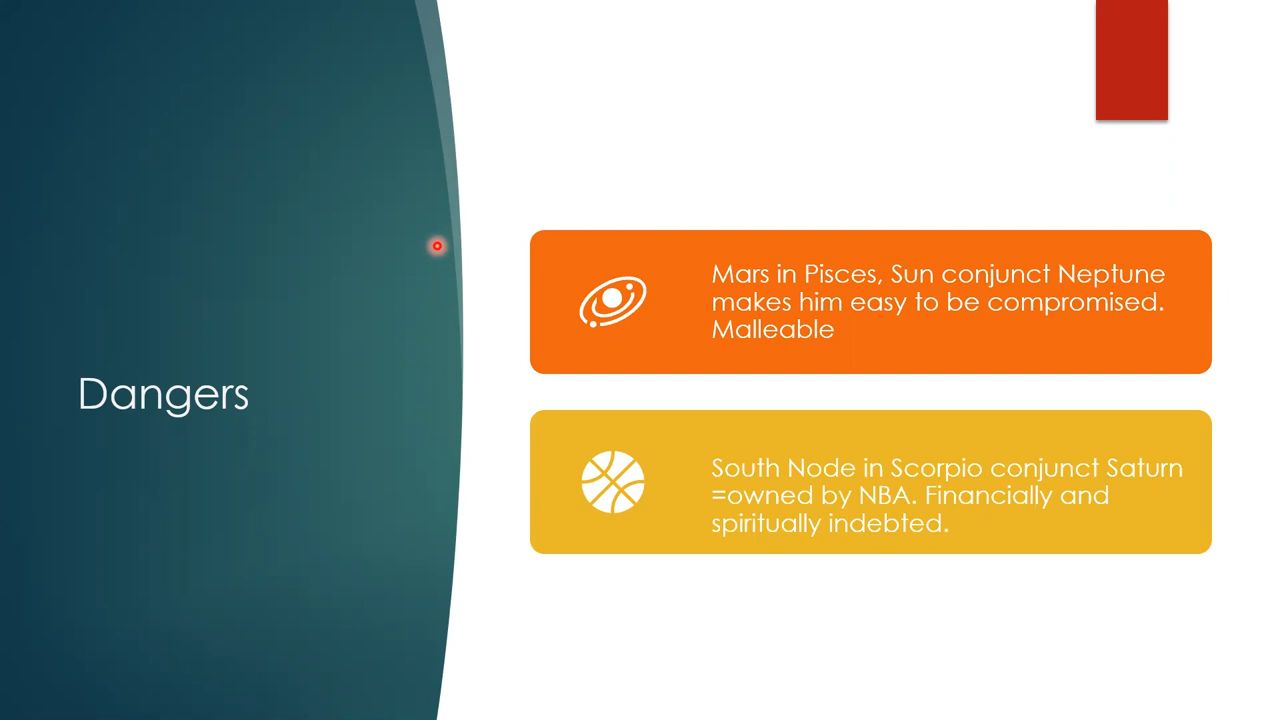 Dangers
Mars in Pisces, Sun conjunct Neptune
makes him easy to be compromised.
Malleable
South Node in Scorpio conjunct Saturn
=owned by NBA. Financially and
spiritually indebted.